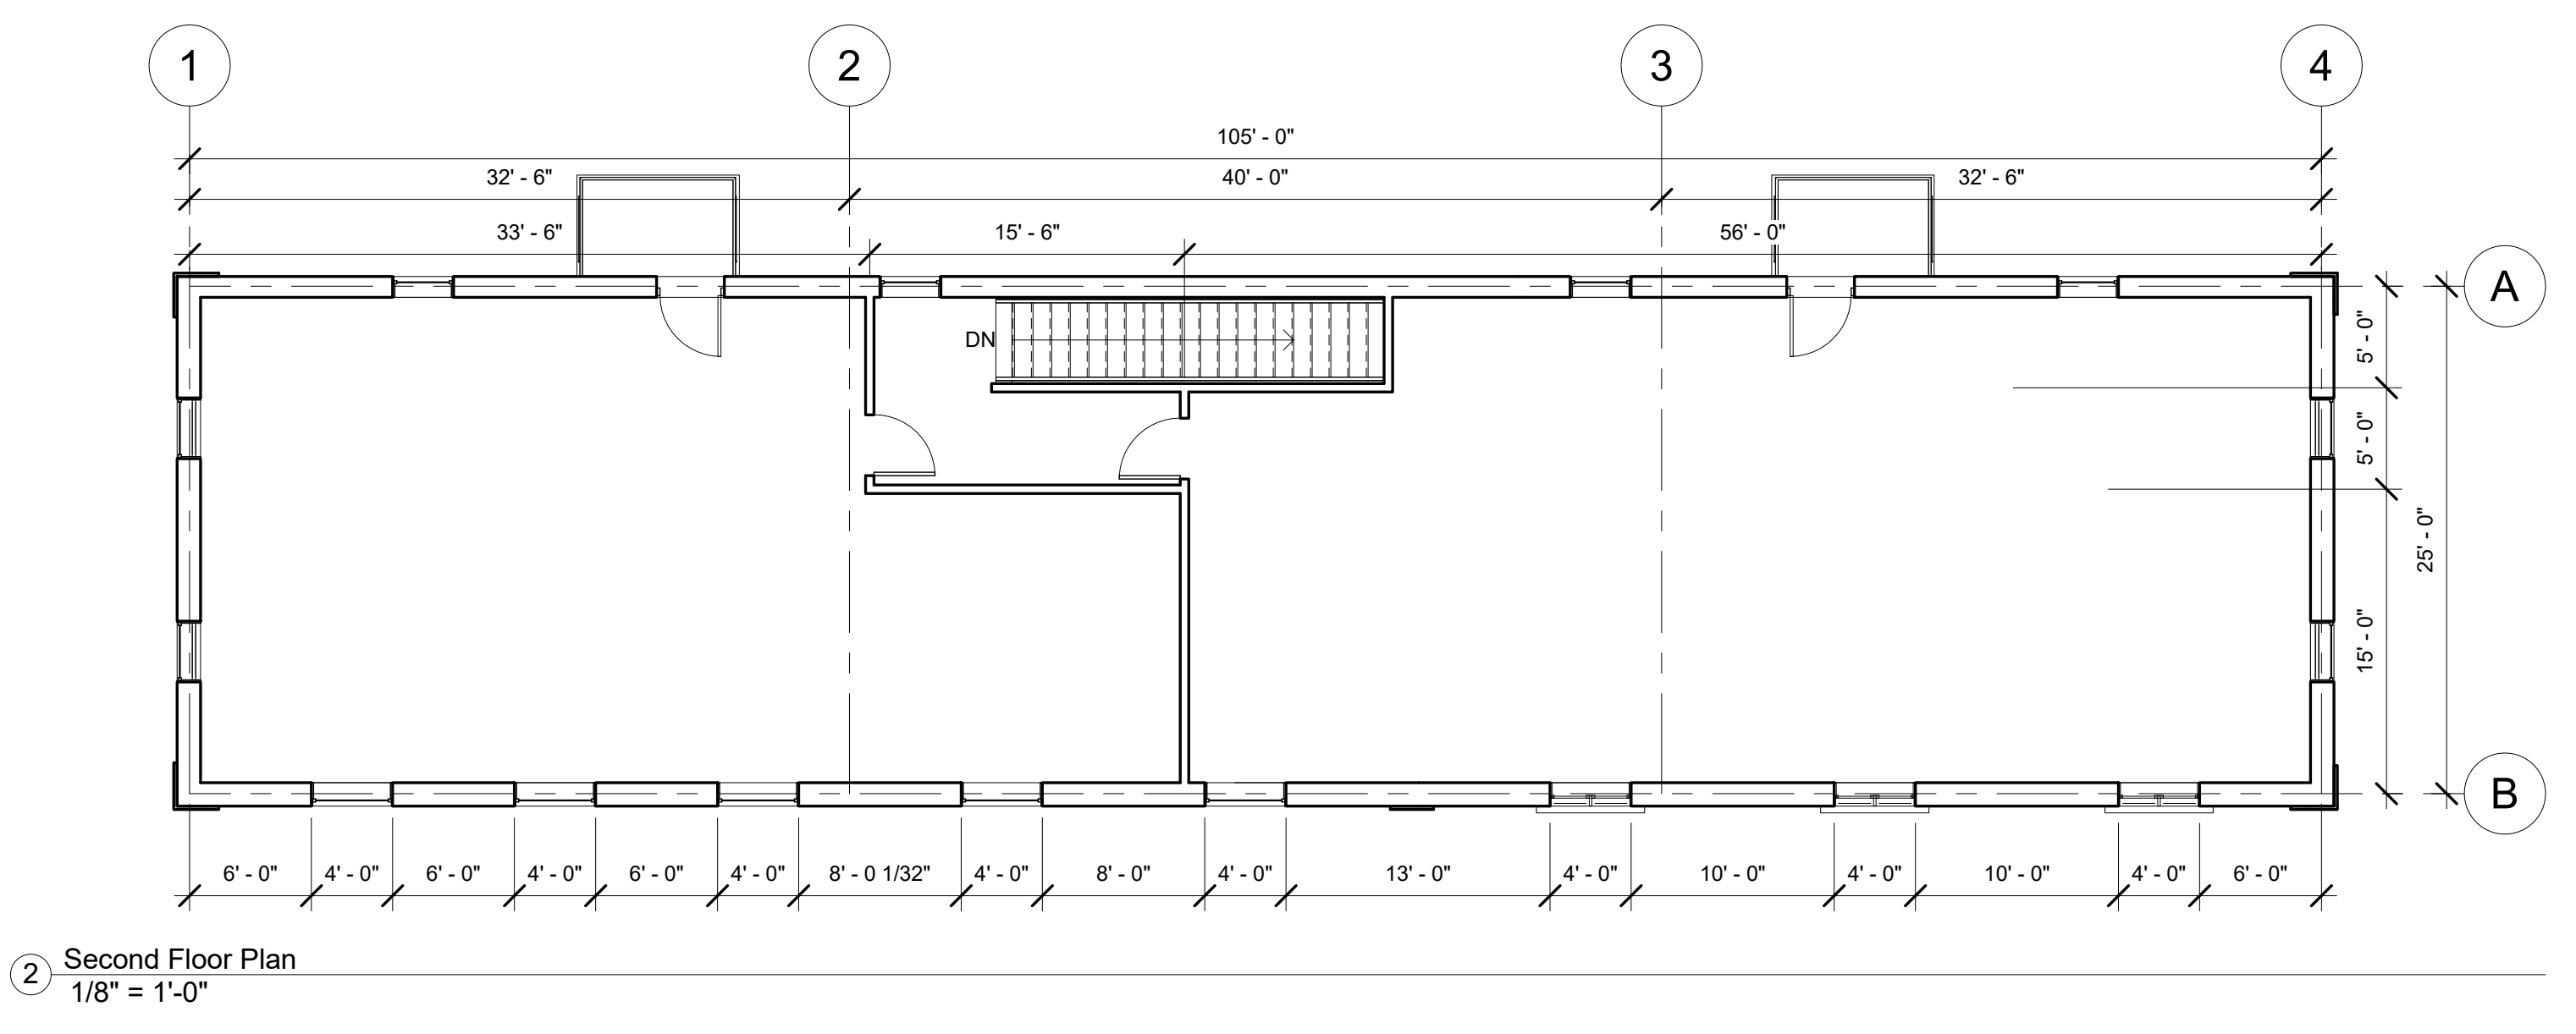 1 2 3 4
105' - 0"
32' - 6" 40' - 0" 32' - 6"
33' - 6" 15' - 6" 56' - 0"
A
5' - 0"
DN
5' - 0"
25' - 0"
15' - 0"
B
6' - 0" 4' - 0" 6' - 0" 4' - 0" 6' - 0" 4' - 0" 8' - 0 1/32" 4' - 0" 8' - 0" 4' - 0" 13' - 0" 4' - 0" 10' - 0" 4' - 0" 10' - 0" 4' - 0" 6' - 0"
2 Second Floor Plan
1/8" = 1'-0"